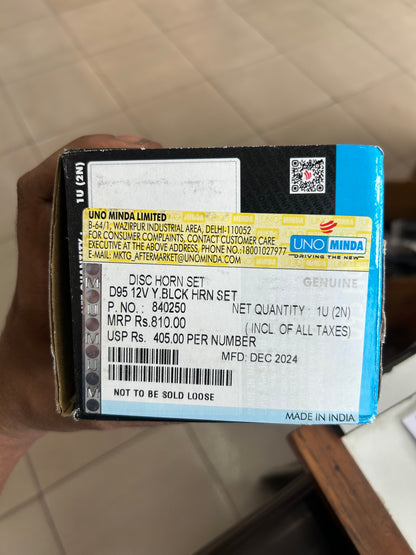 1U (2N)
NET QUANTITY :
UNO MINDA LIMITED
B-64/1, WAZIRPUR INDUSTRIAL AREA, DELHI-110052
FOR CONSUMER COMPLAINTS, CONTACT CUSTOMER CARE
EXECUTIVE AT THE ABOVE ADDRESS, PHONE NO.:18001027977
E-MAIL: MKTG_AFTERMARKET@UNOMINDA.COM
UNO MINDA
DRIVING THE NEW
GENUINE
DISC HORN SET
D95 12V Y.BLCK HRN SET
P. NO. : 840250 NET QUANTITY : 1U (2N)
MRP Rs.810.00 ( INCL OF ALL TAXES)
USP Rs. 405.00 PER NUMBER
MFD: DEC 2024
NOT TO BE SOLD LOOSE
MADE IN INDIA